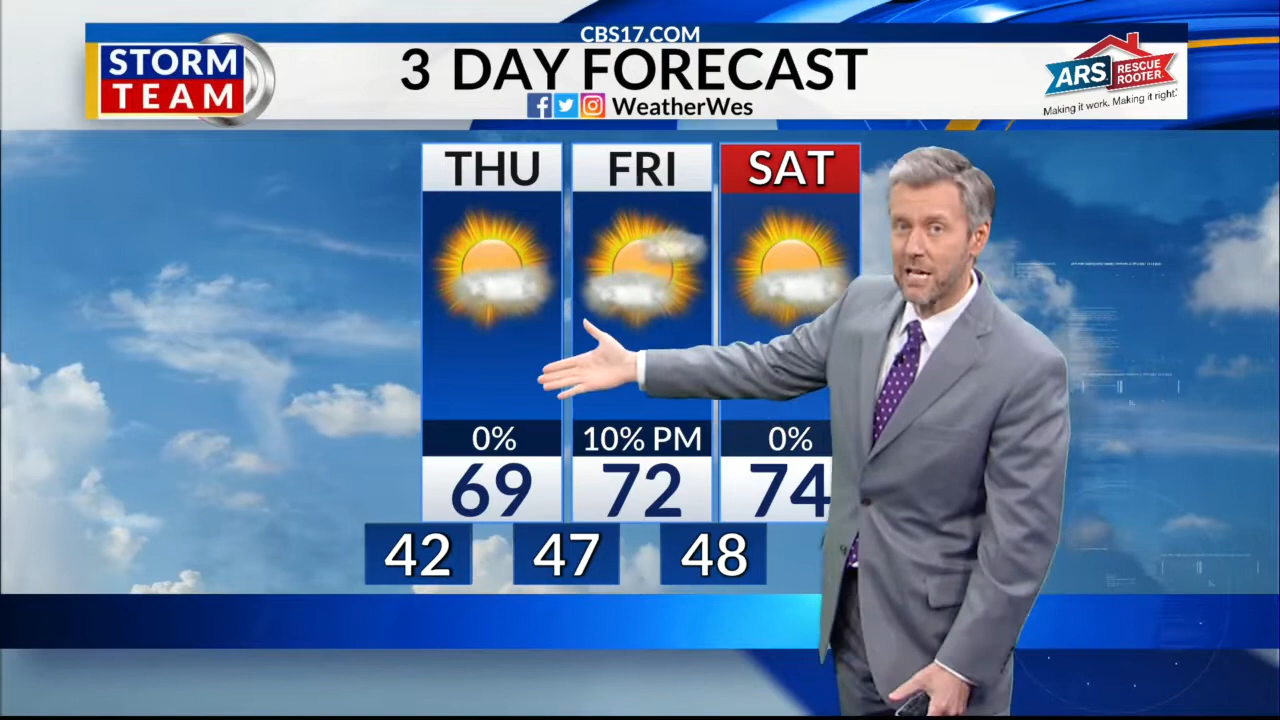 CBS17.COM
3 DAY FORECAST
WeatherWes
STORM
TEAM
ARS RESCUE
ROOTER
Making it work. Making it right.
THU FRI SAT
0% 10% PM 0%
69 72 74
42 47 48